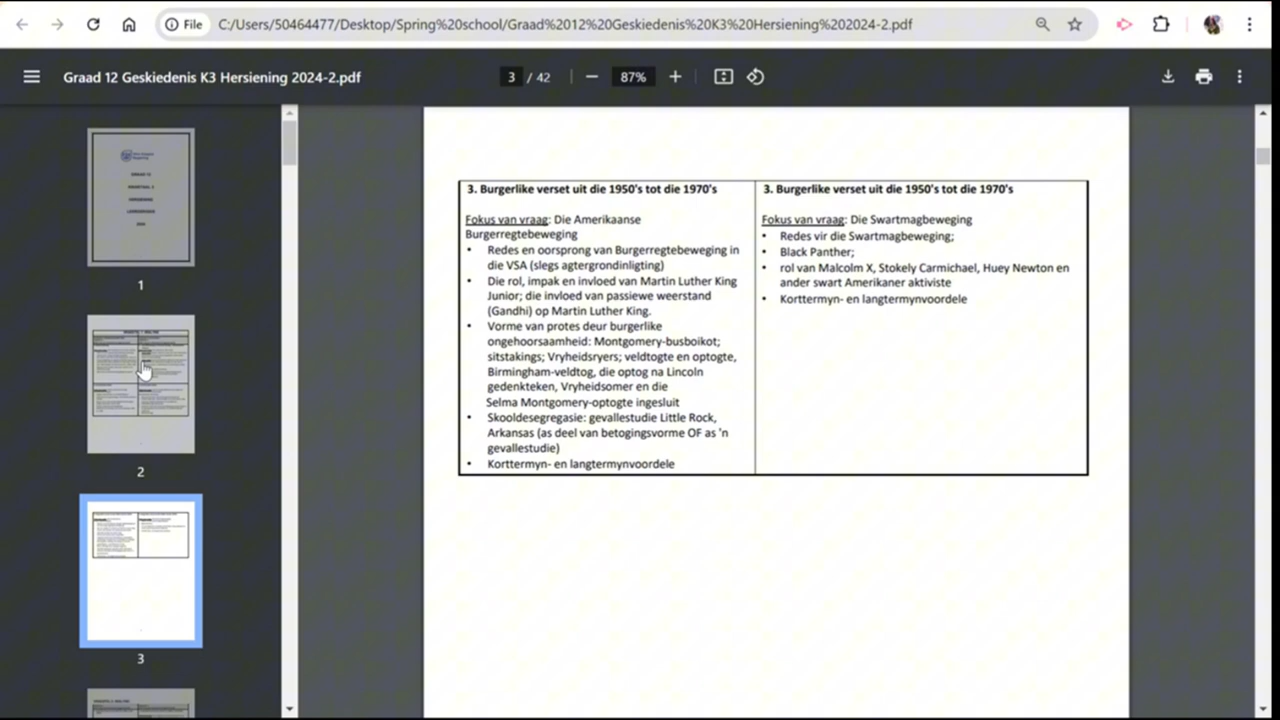 File
C:/Users/50464477/Desktop/Spring%20school/Graad%2012%20Geskiedenis%20K3%20Hersiening%202024-2.pdf
Graad 12 Geskiedenis K3 Hersiening 2024-2.pdf
3 / 42
87%
1
2
3
3. Burgerlike verset uit die 1950's tot die 1970's
Fokus van vraag: Die Amerikaanse
Burgerregtebeweging
• Redes en oorsprong van Burgerregtebeweging in
die VSA (slegs agtergrondinligting)
• Die rol, impak en invloed van Martin Luther King
Junior; die invloed van passiewe weerstand
(Gandhi) op Martin Luther King.
• Vorme van protes deur burgerlike
ongehoorsaamheid: Montgomery-busboikot;
sitstakings; Vryheidsryers; veldtogte en optogte,
Birmingham-veldtog, die optog na Lincoln
gedenkteken, Vryheidsomer en die
Selma Montgomery-optogte ingesluit
• Skooldesegregasie: gevallestudie Little Rock,
Arkansas (as deel van betogingsvorme OF as 'n
gevallestudie)
• Korttermyn- en langtermynvoordele
3. Burgerlike verset uit die 1950's tot die 1970's
Fokus van vraag: Die Swartmagbeweging
• Redes vir die Swartmagbeweging;
• Black Panther;
• rol van Malcolm X, Stokely Carmichael, Huey Newton en
ander swart Amerikaner aktiviste
• Korttermyn- en langtermynvoordele